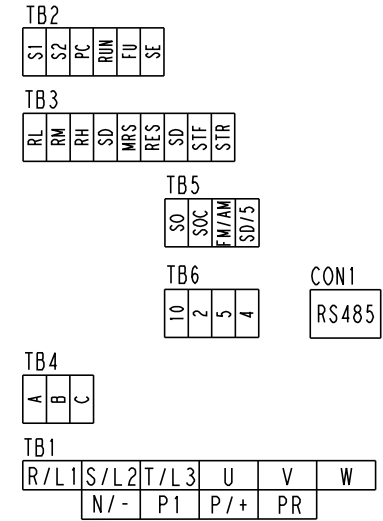 TB2
S1 S2 PC RUN FU SE
TB3
RL RM RH SD MRS RES SD STF STR
TB5
SO SOC FM/AM SD/5
TB6
10 2 5 4
CON1
RS485
TB4
A B C
TB1
R/L1 S/L2 T/L3 U V W
N/- P1 P/+ PR